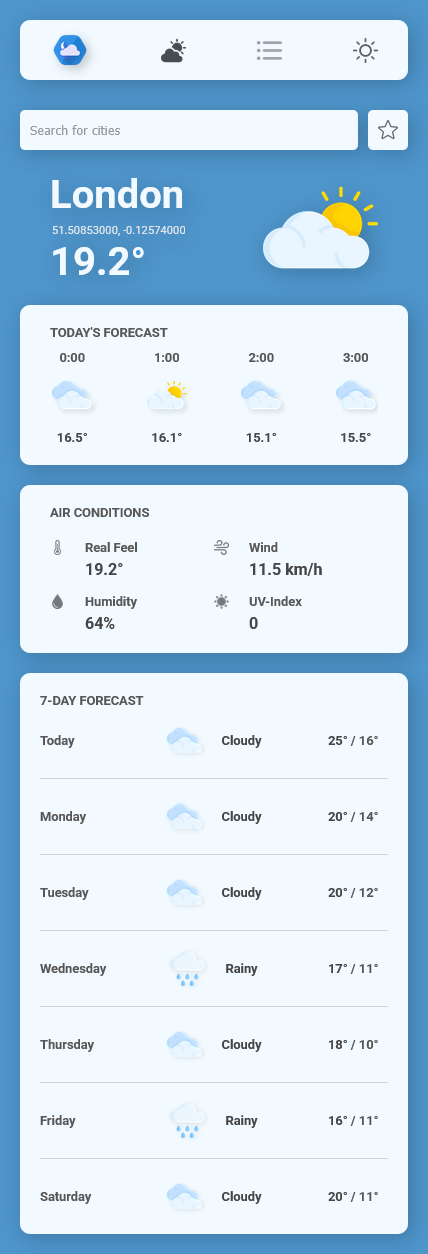 Search for cities
London
51.50853000, -0.12574000
19.2°
TODAY'S FORECAST
0:00 1:00 2:00 3:00
16.5° 16.1° 15.1° 15.5°
AIR CONDITIONS
Real Feel Wind
19.2° 11.5 km/h
Humidity UV-Index
64% 0
7-DAY FORECAST
Today Cloudy 25° / 16°
Monday Cloudy 20° / 14°
Tuesday Cloudy 20° / 12°
Wednesday Rainy 17° / 11°
Thursday Cloudy 18° / 10°
Friday Rainy 16° / 11°
Saturday Cloudy 20° / 11°